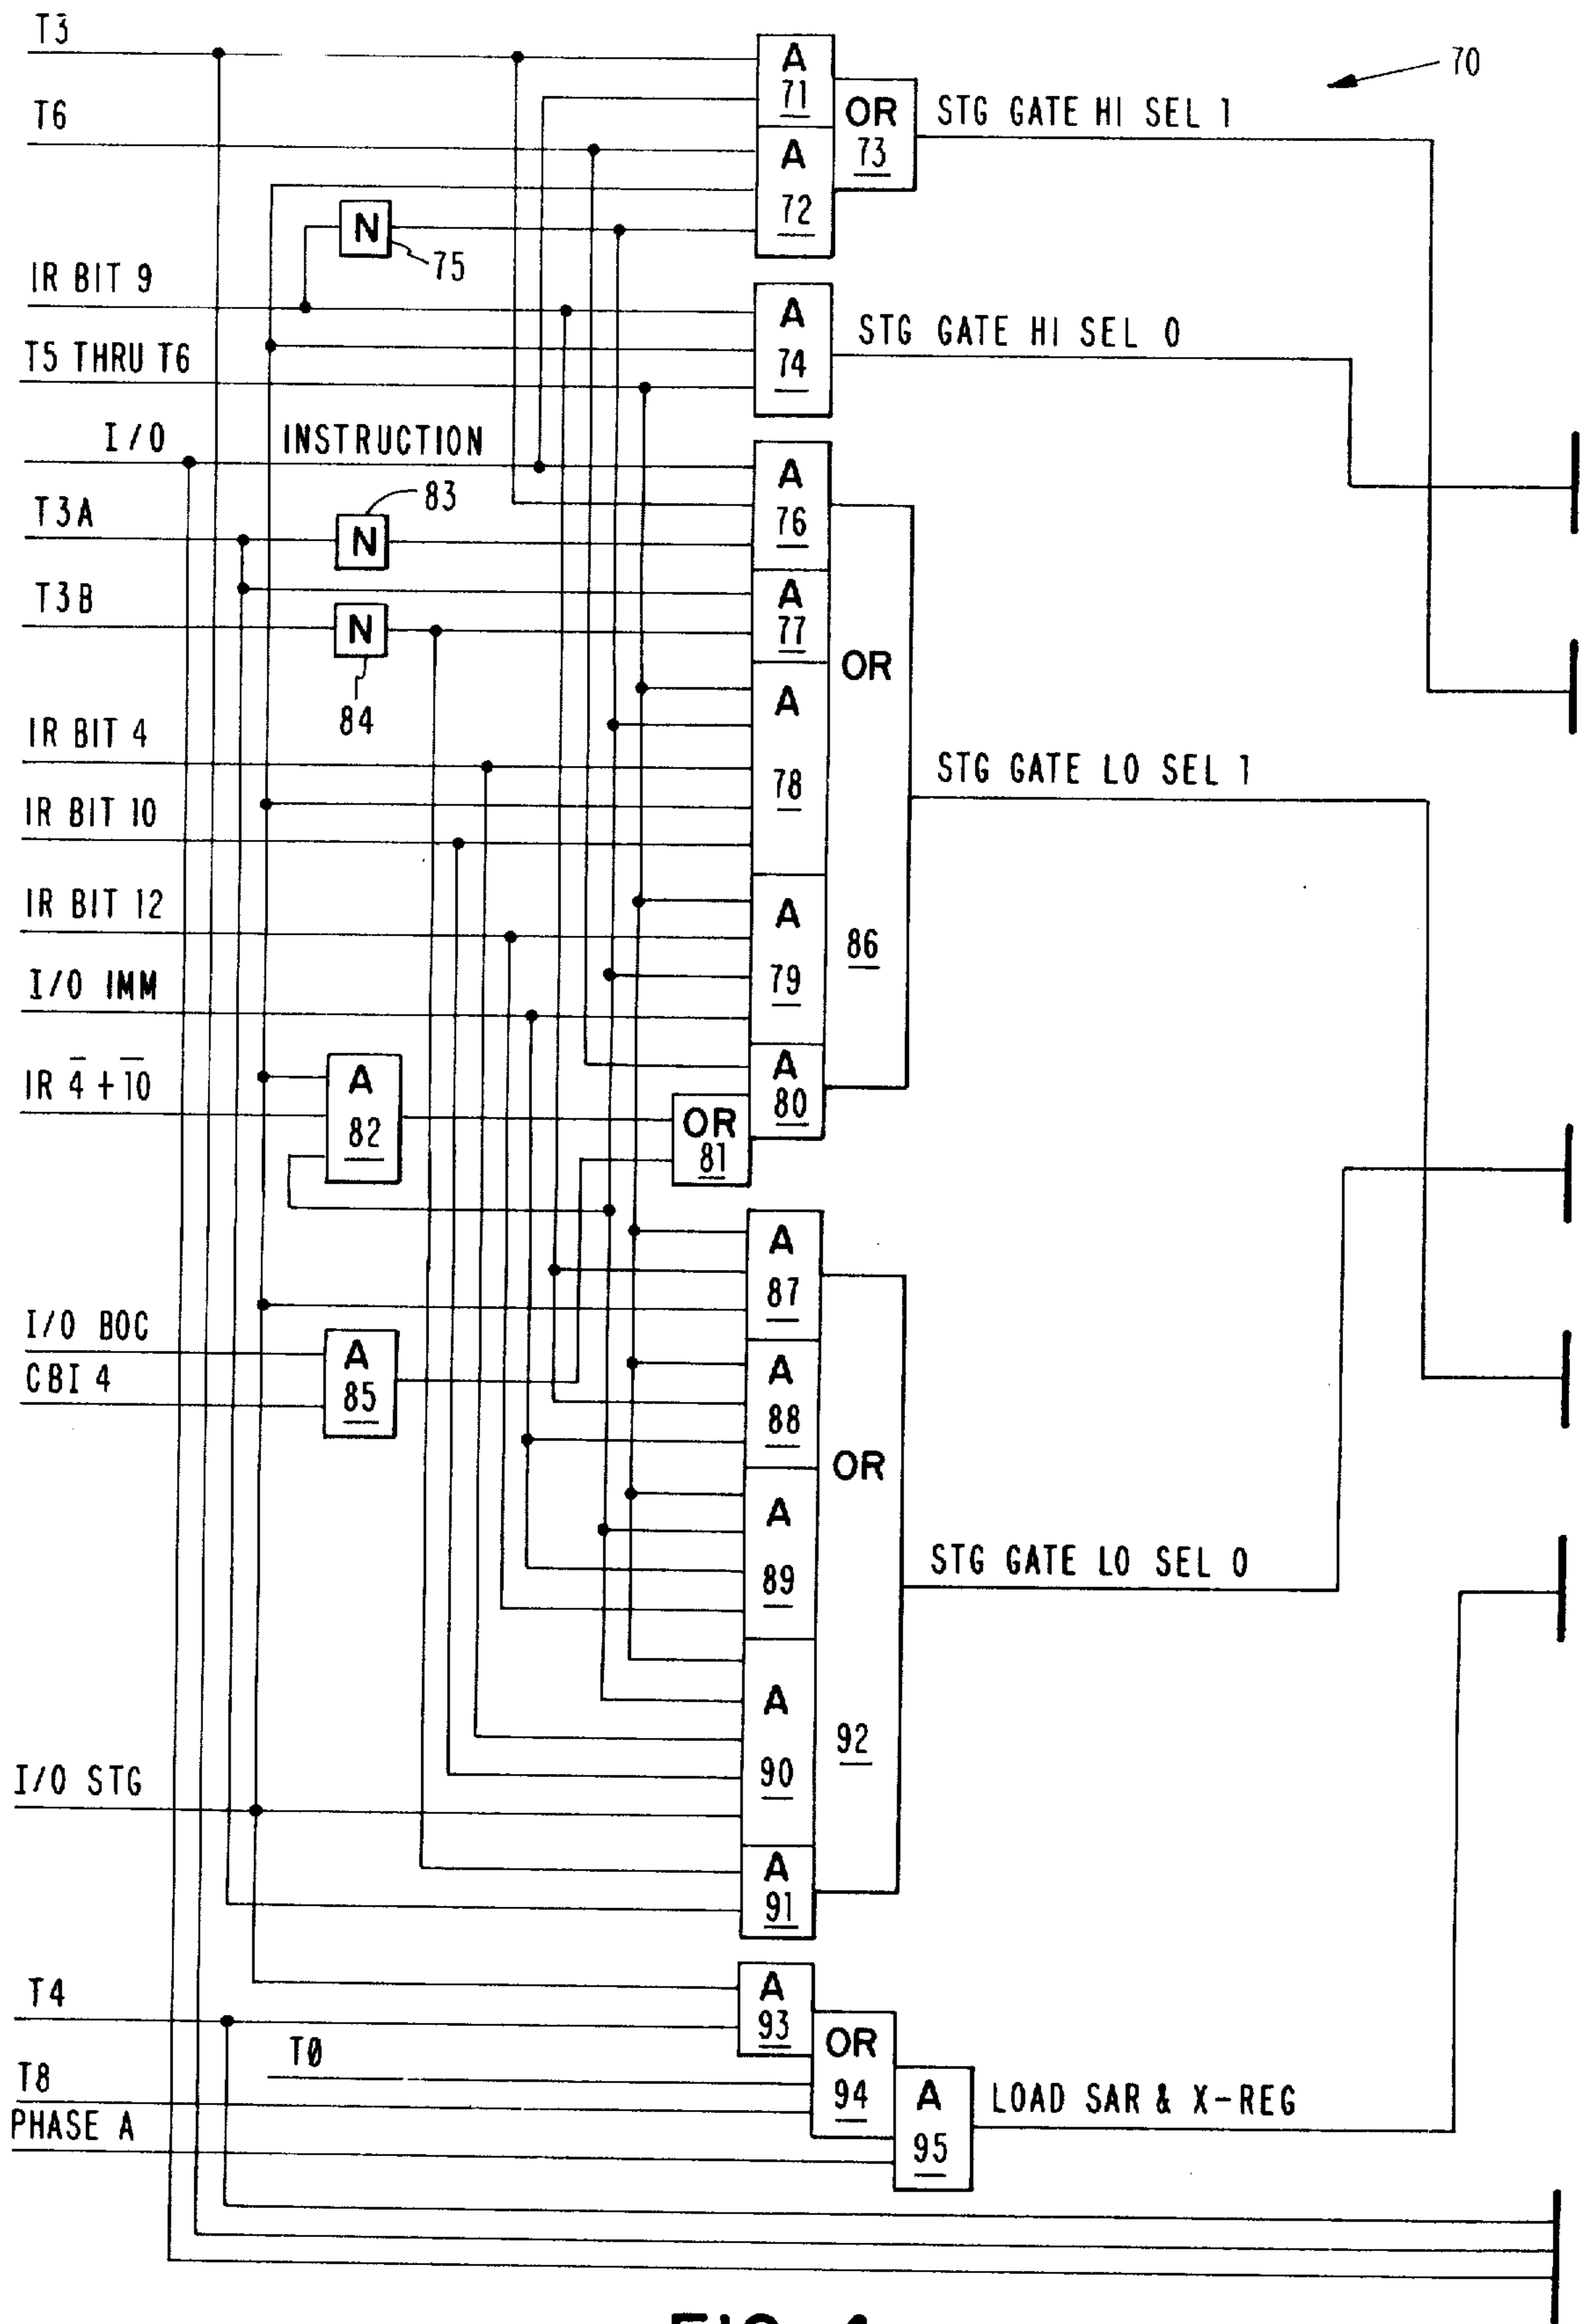 T3
70
A
71
OR
73
STG GATE HI SEL 1
T6
A
72
N
75
IR BIT 9
A
74
STG GATE HI SEL 0
T5 THRU T6
I/O INSTRUCTION
A
76
83
T3A
N
A
77
T3B
N
84
OR
A
78
IR BIT 4
STG GATE LO SEL 1
IR BIT 10
IR BIT 12
A
79
86
I/O IMM
A
80
IR 4̅ + 1̅0̅
A
82
OR
81
A
87
I/O BOC
CBI 4
A
85
A
88
OR
A
89
STG GATE LO SEL 0
A
90
92
I/O STG
A
91
T4
A
93
OR
94
TØ
T8
A
95
LOAD SAR & X-REG
PHASE A